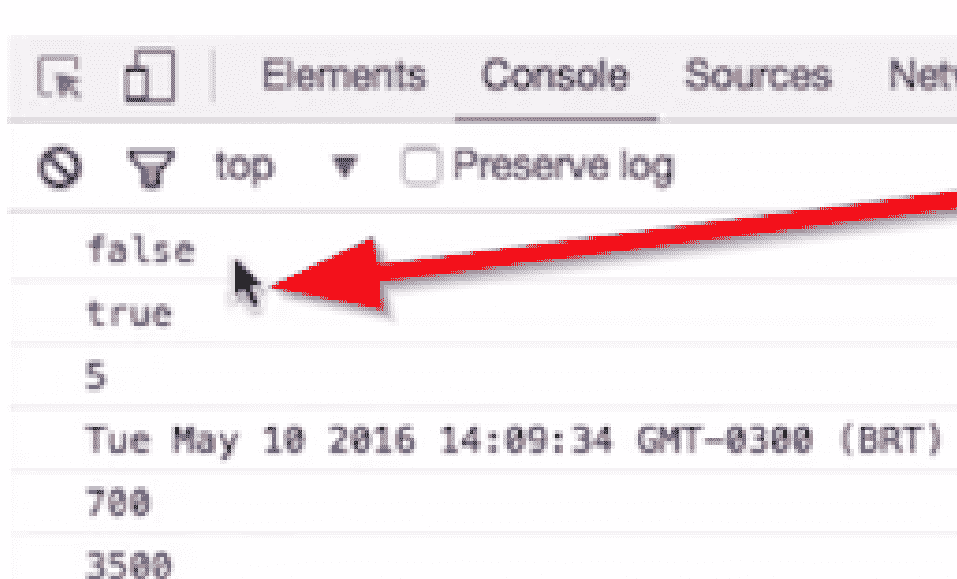 Elements Console Sources
top Preserve log
false
true
5
Tue May 10 2016 14:09:34 GMT-0300 (BRT)
700
3500